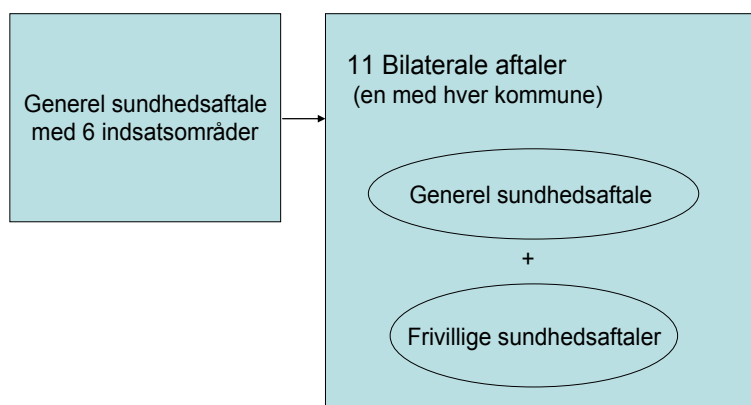 Generel sundhedsaftale
med 6 indsatsområder
11 Bilaterale aftaler
(en med hver kommune)
Generel sundhedsaftale
+
Frivillige sundhedsaftaler